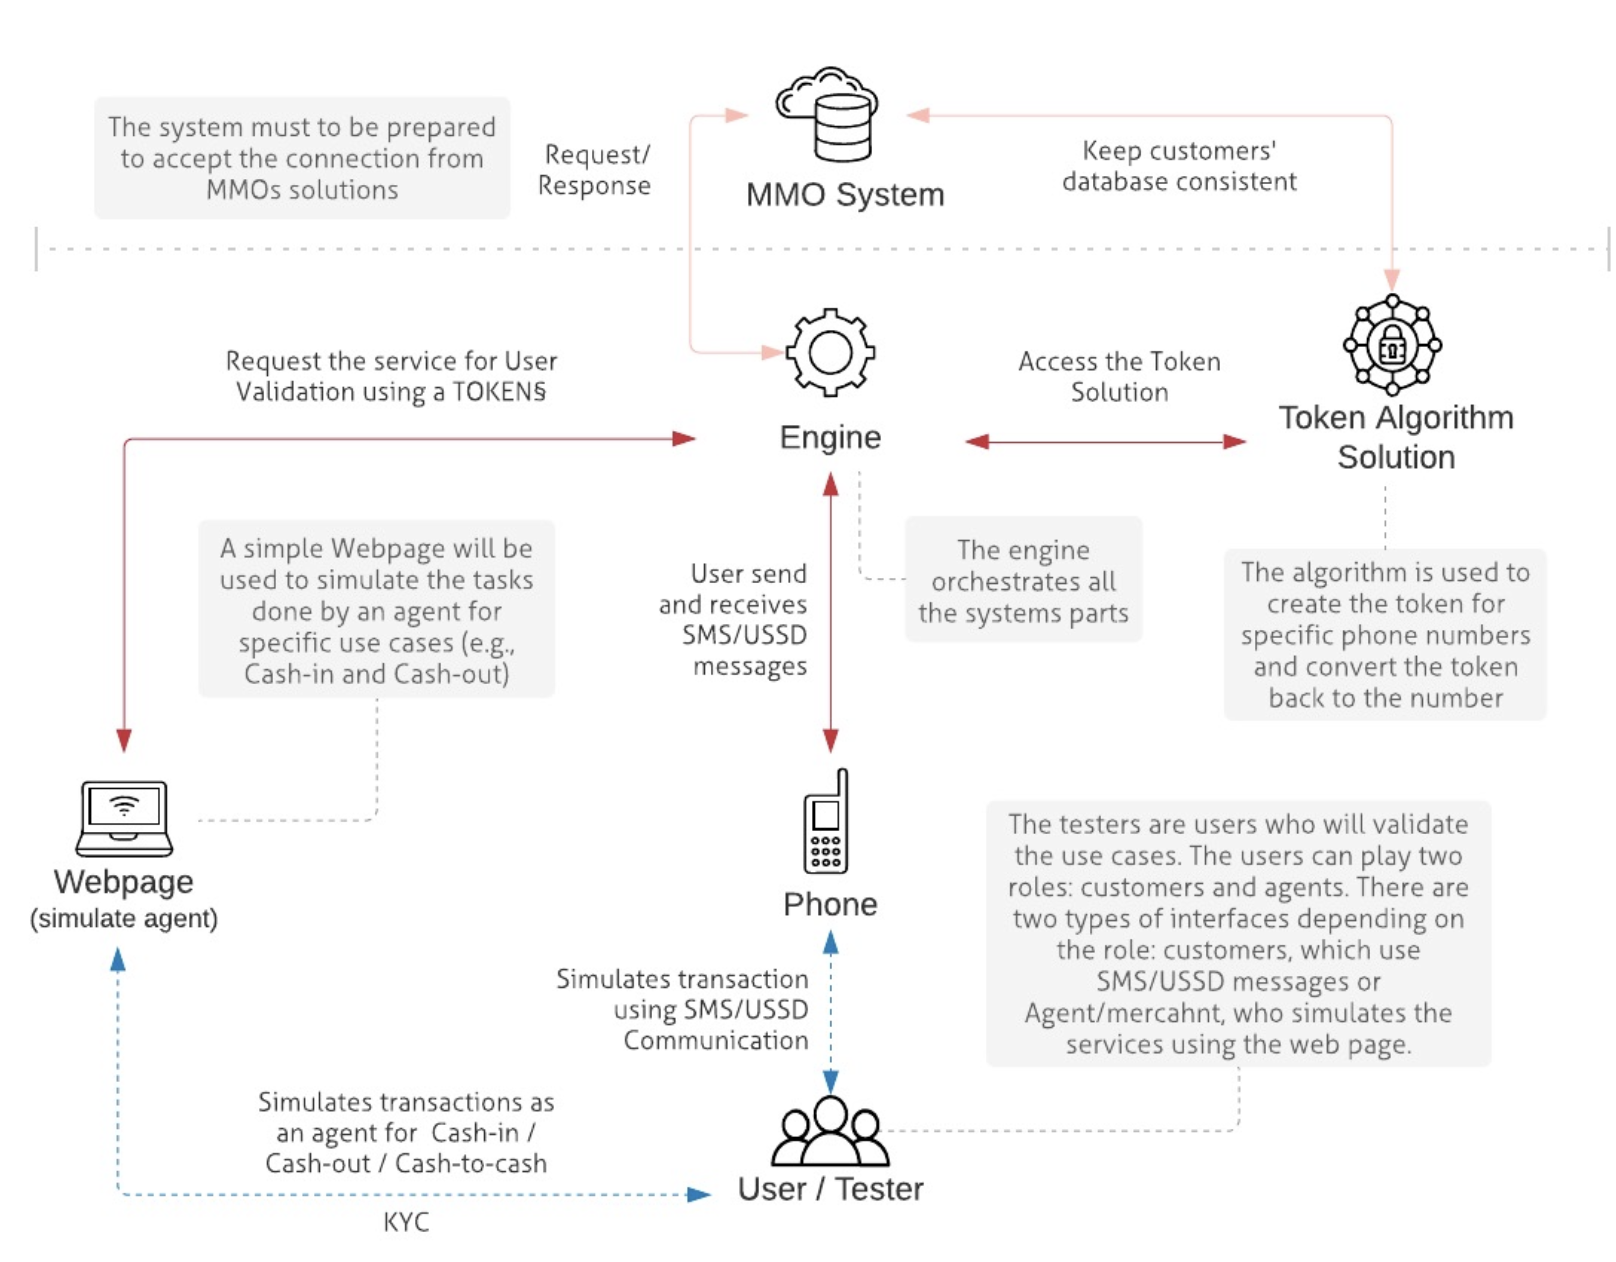 The system must to be prepared
to accept the connection from
MMOs solutions
Request/
Response
MMO System
Keep customers'
database consistent
Request the service for User
Validation using a TOKEN§
Engine
Access the Token
Solution
Token Algorithm
Solution
A simple Webpage will be
used to simulate the tasks
done by an agent for
specific use cases (e.g.,
Cash-in and Cash-out)
User send
and receives
SMS/USSD
messages
The engine
orchestrates all
the systems parts
The algorithm is used to
create the token for
specific phone numbers
and convert the token
back to the number
Webpage
(simulate agent)
Phone
The testers are users who will validate
the use cases. The users can play two
roles: customers and agents. There are
two types of interfaces depending on
the role: customers, which use
SMS/USSD messages or
Agent/mercahnt, who simulates the
services using the web page.
Simulates transaction
using SMS/USSD
Communication
Simulates transactions as
an agent for  Cash-in /
Cash-out / Cash-to-cash
KYC
User / Tester